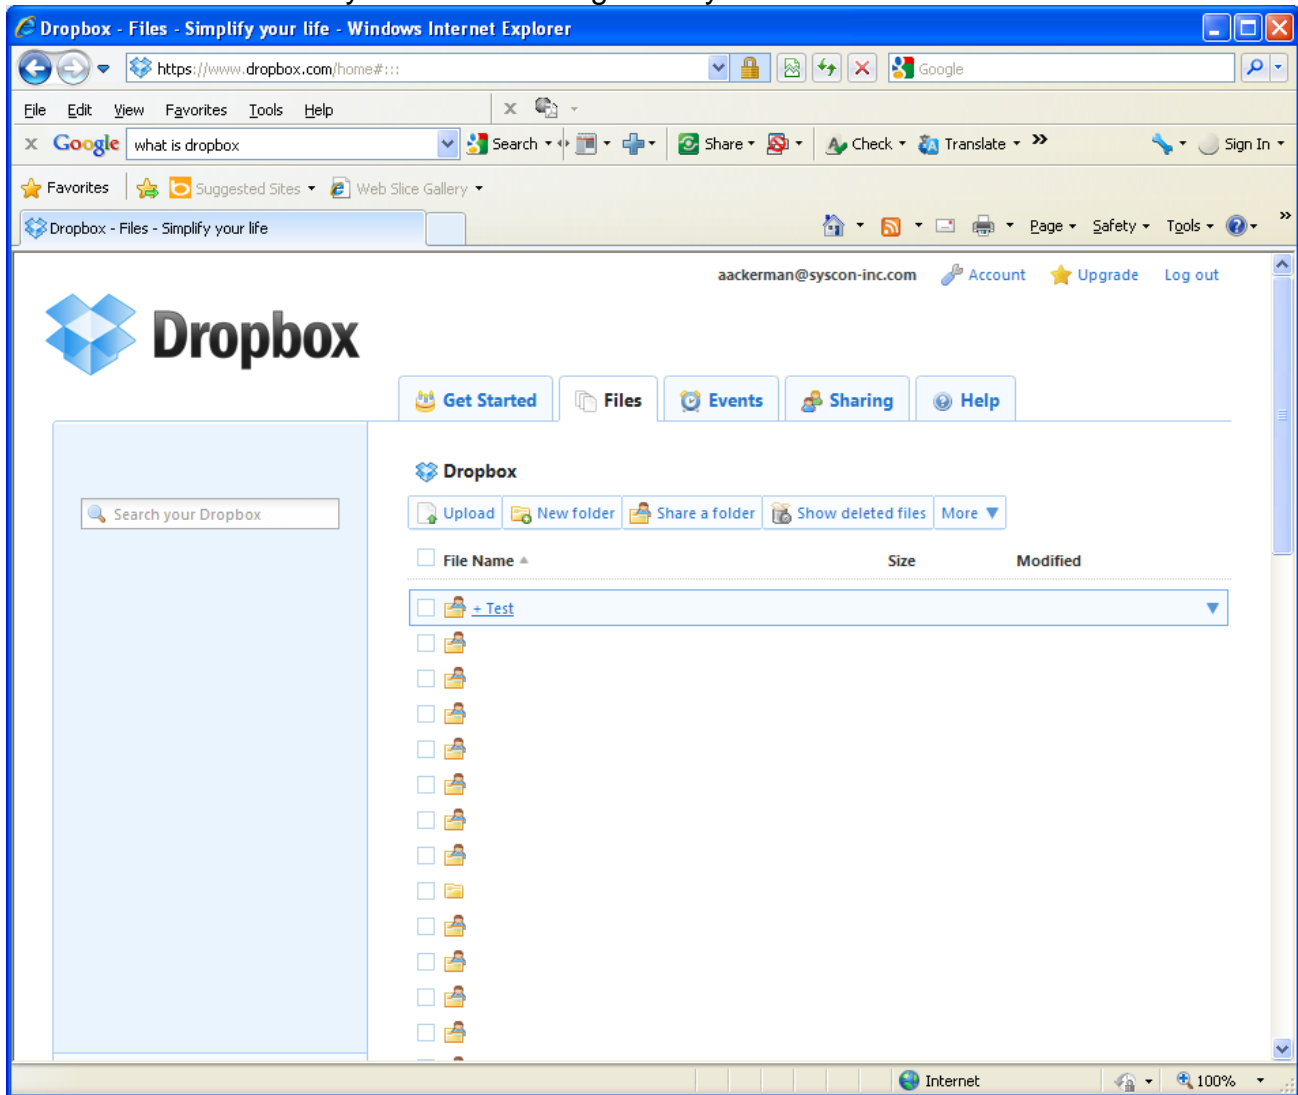 Dropbox - Files - Simplify your life - Windows Internet Explorer
https://www.dropbox.com/home#:::
Google
File Edit View Favorites Tools Help
x
x Google what is dropbox Search Share Check Translate » Sign In
Favorites Suggested Sites Web Slice Gallery
Dropbox - Files - Simplify your life Page Safety Tools »
aackerman@syscon-inc.com Account Upgrade Log out
Dropbox
Get Started Files Events Sharing Help
Dropbox
Search your Dropbox
Upload New folder Share a folder Show deleted files More
File Name Size Modified
+ Test
Internet 100%